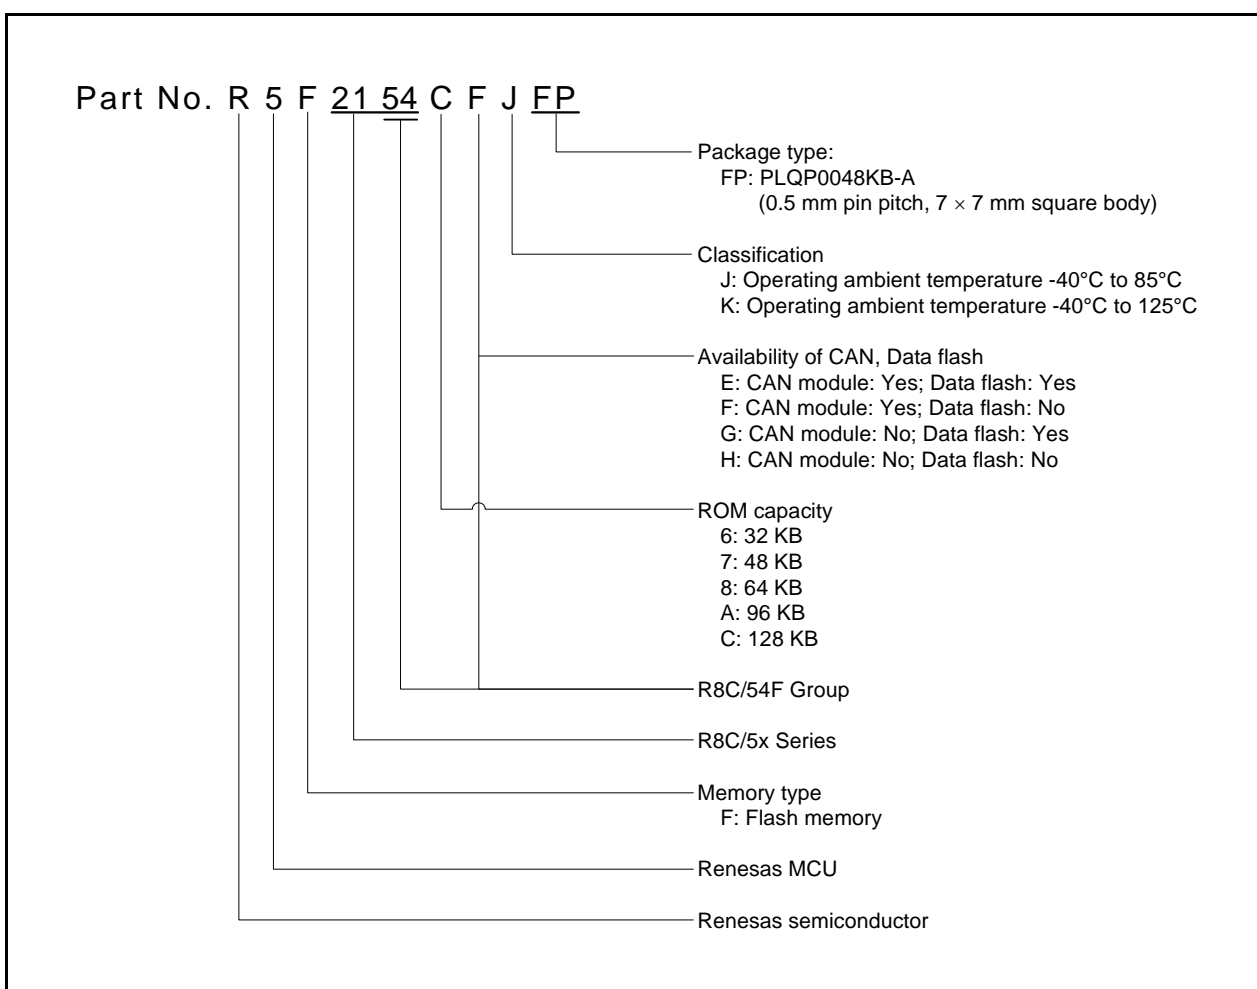 Part No. R 5 F 21 54 C F J FP
Package type:
FP: PLQP0048KB-A
(0.5 mm pin pitch, 7 × 7 mm square body)
Classification
J: Operating ambient temperature -40°C to 85°C
K: Operating ambient temperature -40°C to 125°C
Availability of CAN, Data flash
E: CAN module: Yes; Data flash: Yes
F: CAN module: Yes; Data flash: No
G: CAN module: No; Data flash: Yes
H: CAN module: No; Data flash: No
ROM capacity
6: 32 KB
7: 48 KB
8: 64 KB
A: 96 KB
C: 128 KB
R8C/54F Group
R8C/5x Series
Memory type
F: Flash memory
Renesas MCU
Renesas semiconductor